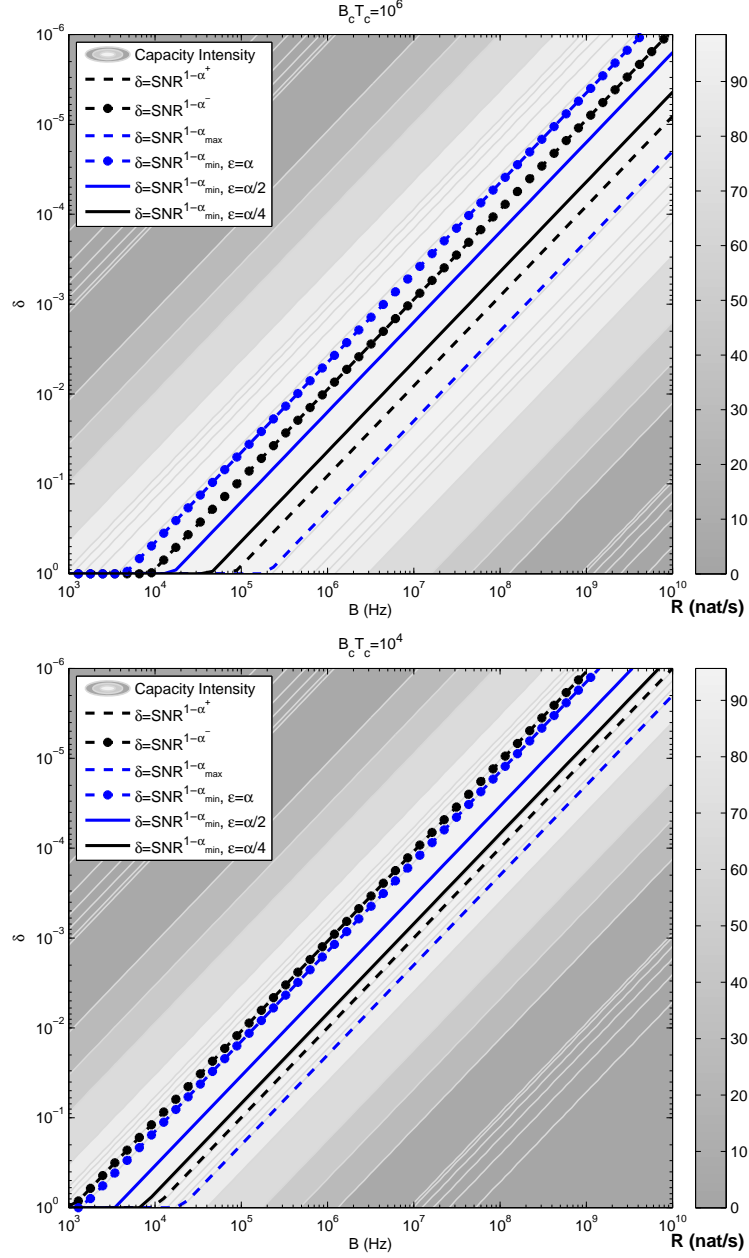 B_cT_c=10^6
Capacity Intensity
δ=SNR^{1−α^+}
δ=SNR^{1−α^−}
δ=SNR^{1−α_max}
δ=SNR^{1−α_min}, ε=α
δ=SNR^{1−α_min}, ε=α/2
δ=SNR^{1−α_min}, ε=α/4
10^{−6}
10^{−5}
10^{−4}
10^{−3}
10^{−2}
10^{−1}
10^0
δ
10^3 10^4 10^5 10^6 10^7 10^8 10^9 10^{10}
B (Hz)
90
80
70
60
50
40
30
20
10
0
R (nat/s)
B_cT_c=10^4
Capacity Intensity
δ=SNR^{1−α^+}
δ=SNR^{1−α^−}
δ=SNR^{1−α_max}
δ=SNR^{1−α_min}, ε=α
δ=SNR^{1−α_min}, ε=α/2
δ=SNR^{1−α_min}, ε=α/4
10^{−6}
10^{−5}
10^{−4}
10^{−3}
10^{−2}
10^{−1}
10^0
δ
10^3 10^4 10^5 10^6 10^7 10^8 10^9 10^{10}
B (Hz)
90
80
70
60
50
40
30
20
10
0
R (nat/s)